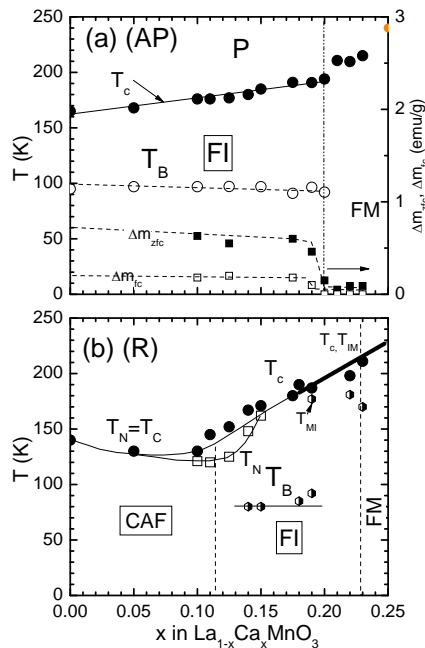 (a) (AP)
P
T_c
FI
T_B
FM
Δm_zfc
Δm_fc
T (K)
250
200
150
100
50
0
3
2
1
0
Δm_zfc, Δm_fc (emu/g)
(b) (R)
T_c,T_IM
T_c
T_N=T_C
T_MI
T_N
T_B
CAF
FI
FM
T (K)
250
200
150
100
50
0
0.00 0.05 0.10 0.15 0.20 0.25
x in La_1-xCa_xMnO_3